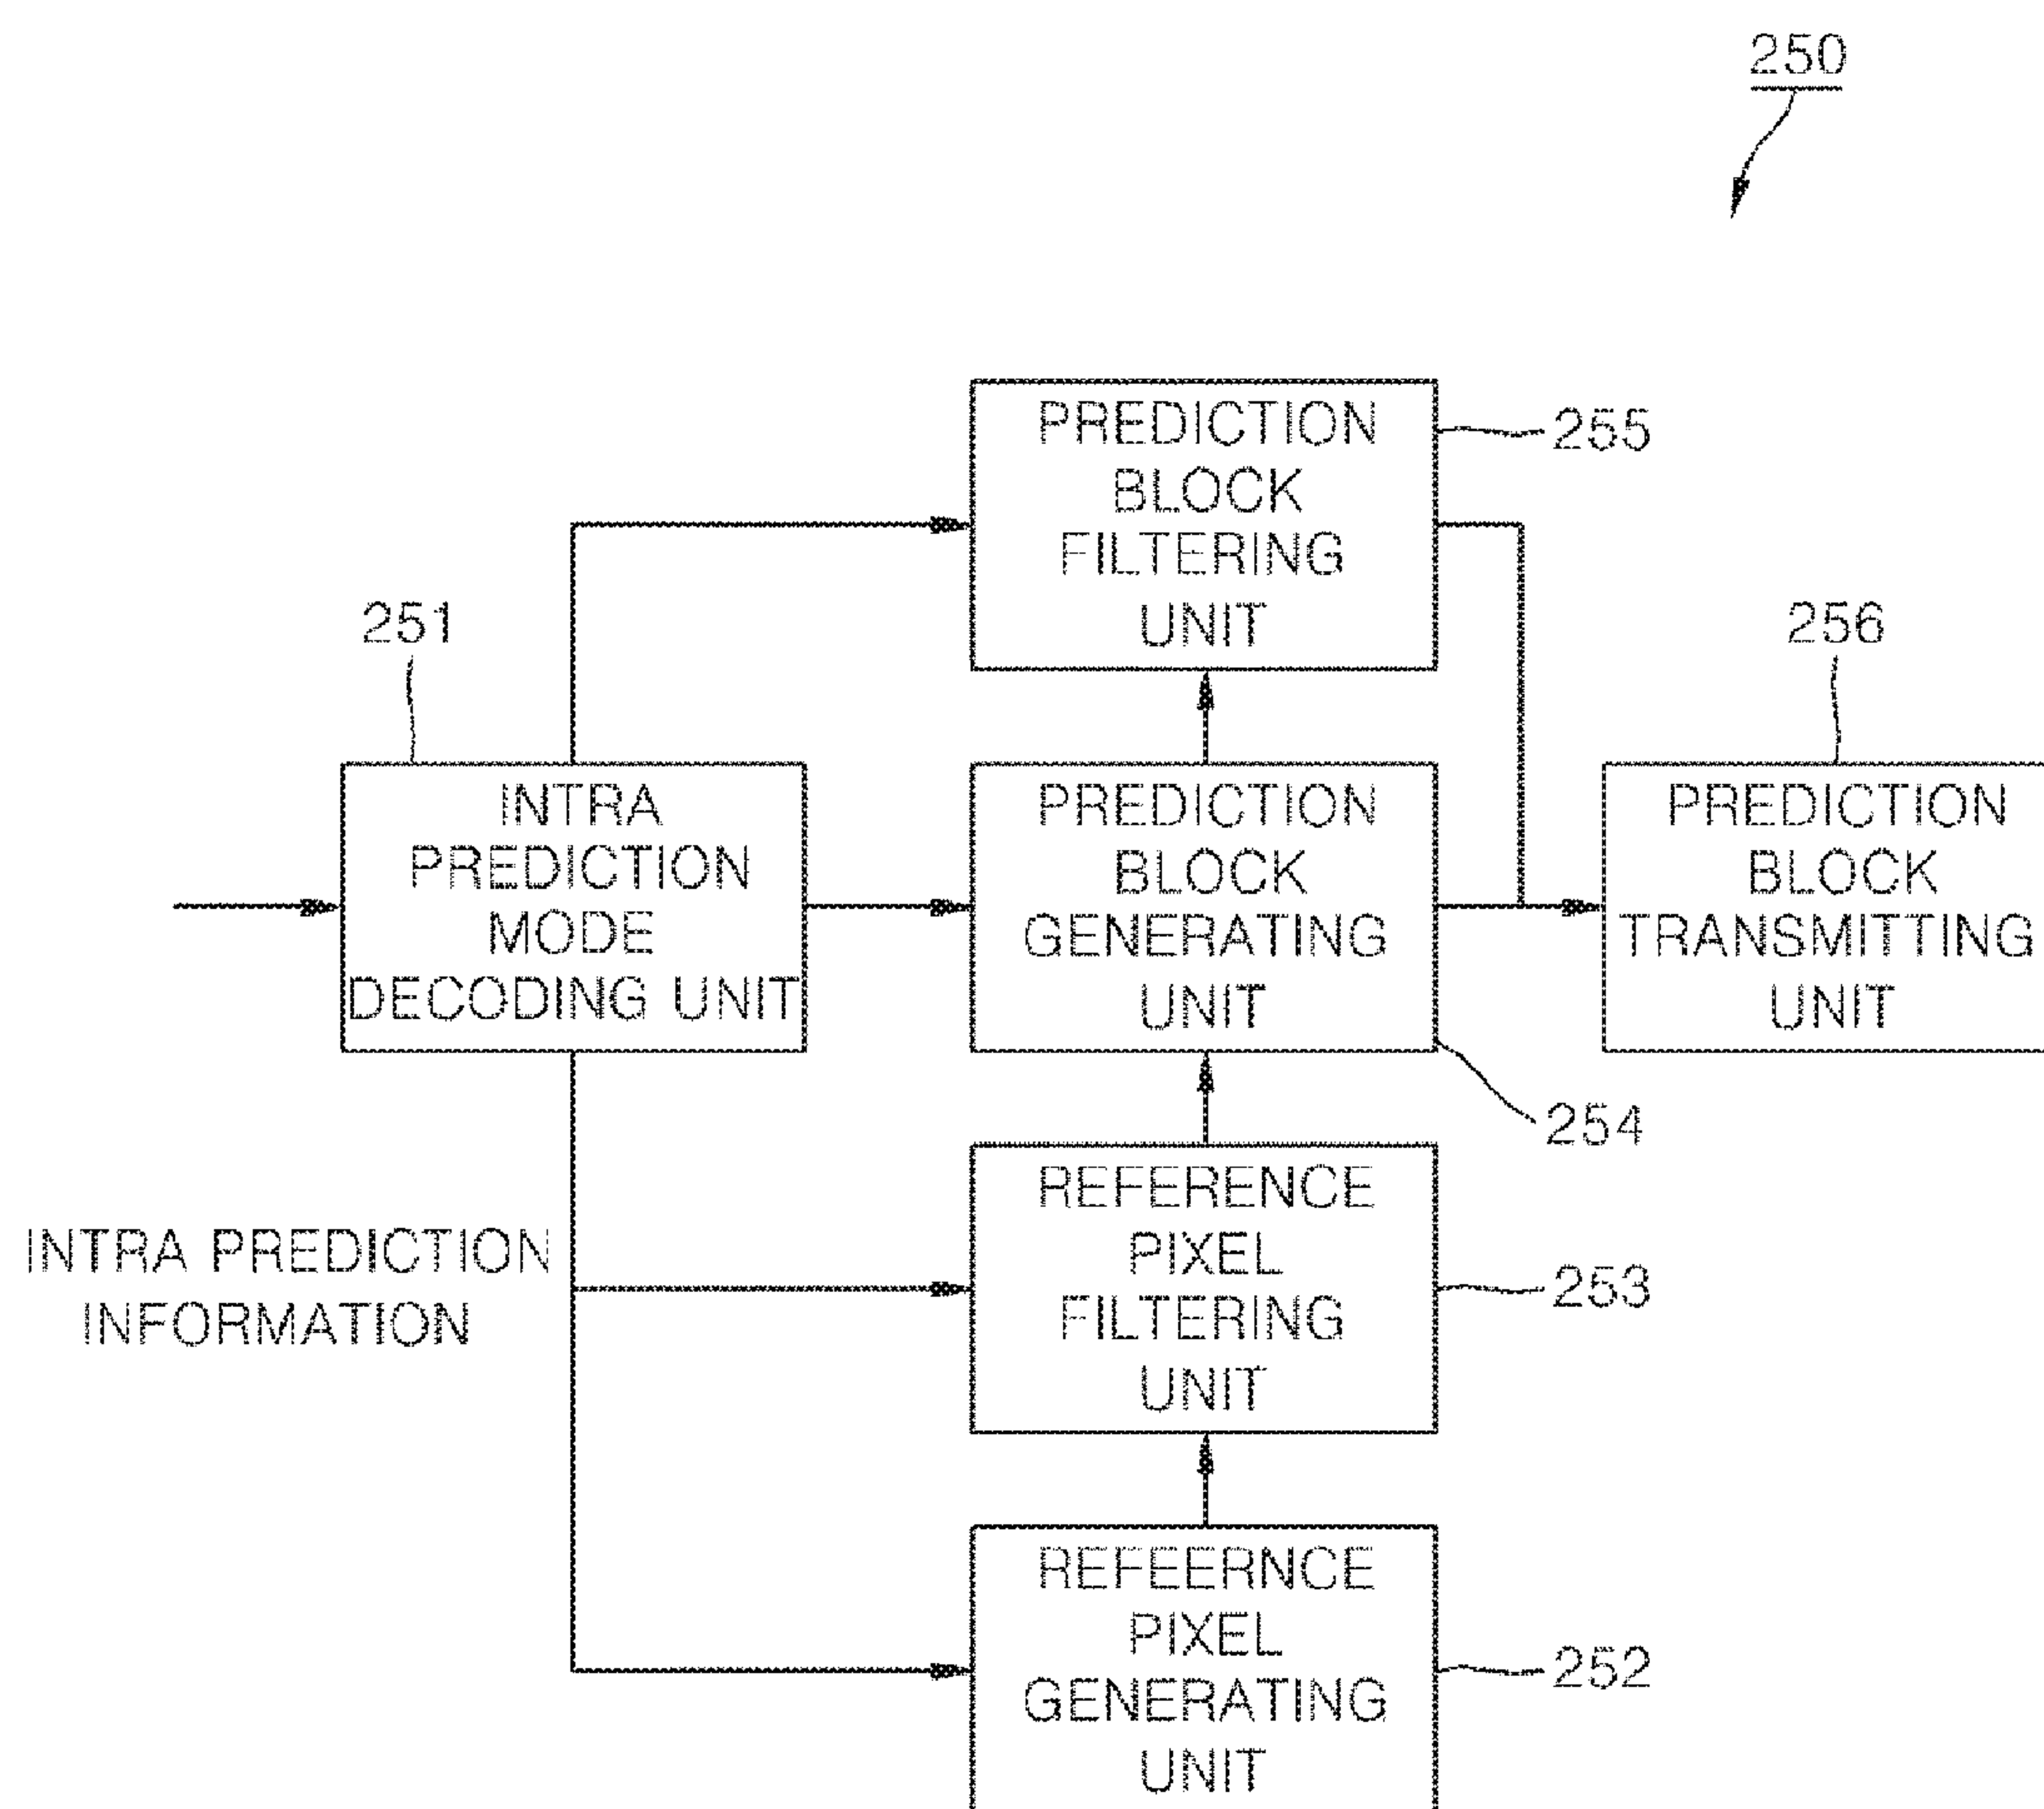 250
PREDICTION
BLOCK
FILTERING
UNIT
255
251
256
INTRA
PREDICTION
MODE
DECODING UNIT
PREDICTION
BLOCK
GENERATING
UNIT
PREDICTION
BLOCK
TRANSMITTING
UNIT
254
INTRA PREDICTION
INFORMATION
REFERENCE
PIXEL
FILTERING
UNIT
253
REFEERNCE
PIXEL
GENERATING
UNIT
252